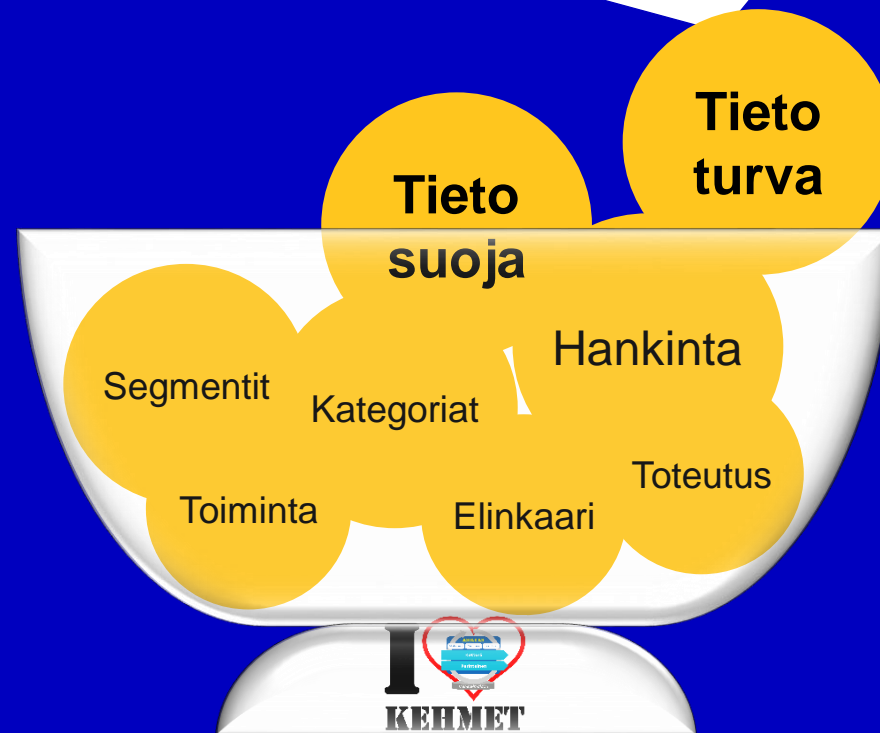 Tieto
turva
Tieto
suoja
Hankinta
Segmentit
Kategoriat
Toteutus
Toiminta
Elinkaari
I
KEHMET